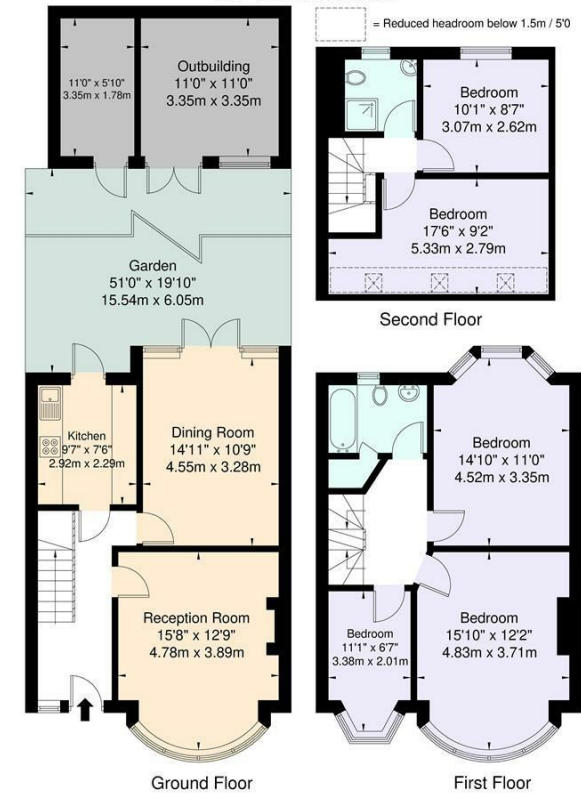 = Reduced headroom below 1.5m / 5'0
11'0" x 5'10"
3.35m x 1.78m
Outbuilding
11'0" x 11'0"
3.35m x 3.35m
Garden
51'0" x 19'10"
15.54m x 6.05m
Kitchen
9'7" x 7'6"
2.92m x 2.29m
Dining Room
14'11" x 10'9"
4.55m x 3.28m
Reception Room
15'8" x 12'9"
4.78m x 3.89m
Ground Floor
Bedroom
10'1" x 8'7"
3.07m x 2.62m
Bedroom
17'6" x 9'2"
5.33m x 2.79m
Second Floor
Bedroom
14'10" x 11'0"
4.52m x 3.35m
Bedroom
11'1" x 6'7"
3.38m x 2.01m
Bedroom
15'10" x 12'2"
4.83m x 3.71m
First Floor